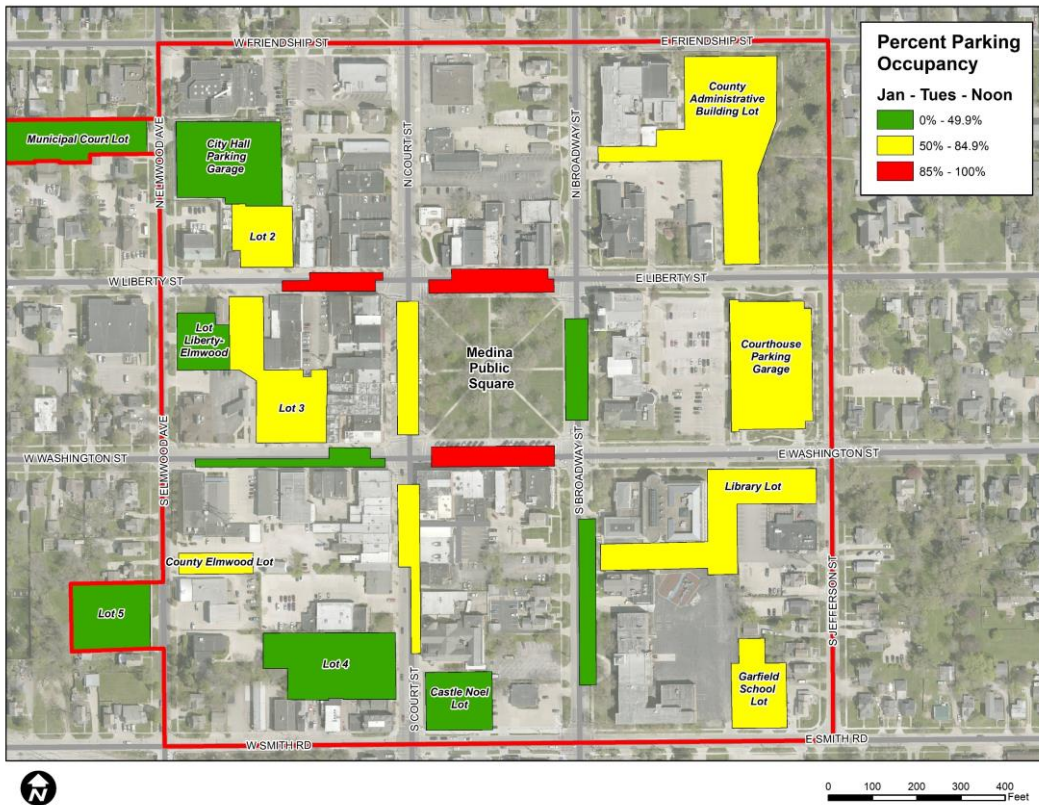 W FRIENDSHIP ST
E FRIENDSHIP ST
Percent Parking
Occupancy
Jan - Tues - Noon
0% - 49.9%
50% - 84.9%
85% - 100%
County
Administrative
Building Lot
Municipal Court Lot
N ELMWOOD AVE
City Hall
Parking
Garage
N COURT ST
N BROADWAY ST
Lot 2
W LIBERTY ST
E LIBERTY ST
Lot
Liberty-
Elmwood
Medina
Public
Square
Courthouse
Parking
Garage
Lot 3
S ELMWOOD AVE
S BROADWAY ST
W WASHINGTON ST
E WASHINGTON ST
Library Lot
County Elmwood Lot
Lot 5
S JEFFERSON ST
Lot 4
S COURT ST
Castle Noel
Lot
Garfield
School
Lot
W SMITH RD
E SMITH RD
N
0 100 200 300 400
Feet